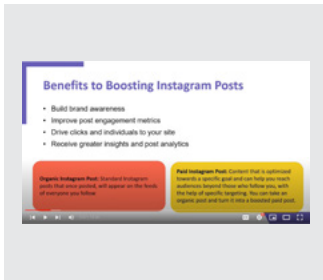 Benefits to Boosting Instagram Posts
• Build brand awareness
• Improve post engagement metrics
• Drive clicks and individuals to your site
• Receive greater insights and post analytics
Organic Instagram Post: Standard Instagram
posts that once posted, will appear on the feeds
of everyone you follow
Paid Instagram Post: Content that is optimized
towards a specific goal and can help you reach
audiences beyond those who follow you, with
the help of specific targeting. You can take an
organic post and turn it into a boosted paid post.